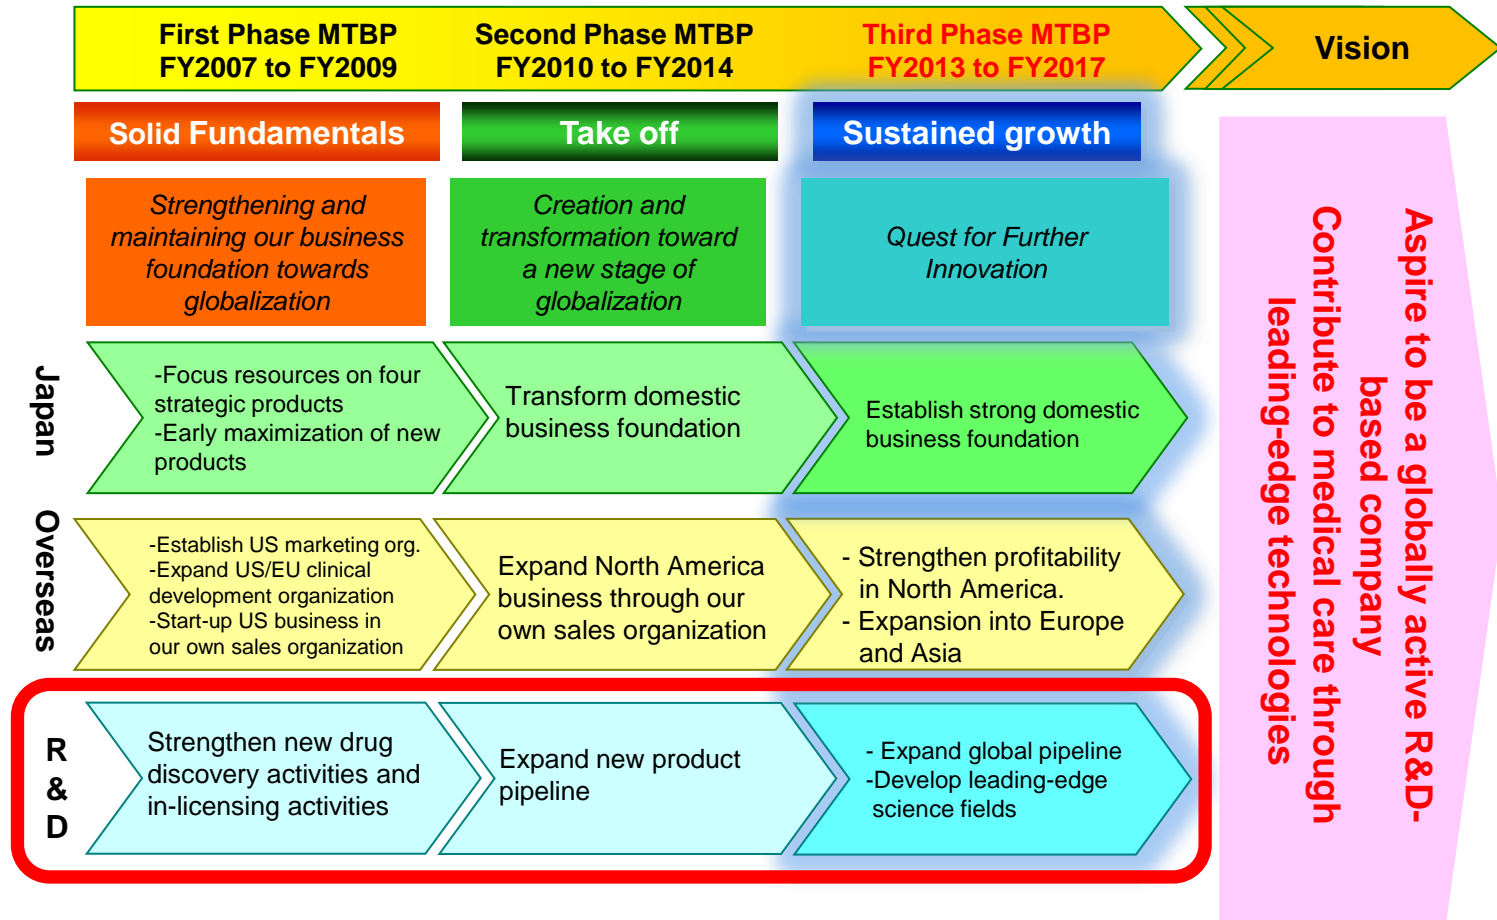 First Phase MTBP
FY2007 to FY2009
Second Phase MTBP
FY2010 to FY2014
Third Phase MTBP
FY2013 to FY2017
Vision
Solid Fundamentals
Take off
Sustained growth
Strengthening and
maintaining our business
foundation towards
globalization
Creation and
transformation toward
a new stage of
globalization
Quest for Further
Innovation
Japan
-Focus resources on four
strategic products
-Early maximization of new
products
Transform domestic
business foundation
Establish strong domestic
business foundation
Overseas
-Establish US marketing org.
-Expand US/EU clinical
development organization
-Start-up US business in
our own sales organization
Expand North America
business through our
own sales organization
- Strengthen profitability
in North America.
- Expansion into Europe
and Asia
R
&
D
Strengthen new drug
discovery activities and
in-licensing activities
Expand new product
pipeline
- Expand global pipeline
-Develop leading-edge
science fields
Aspire to be a globally active R&D-
based company
Contribute to medical care through
leading-edge technologies